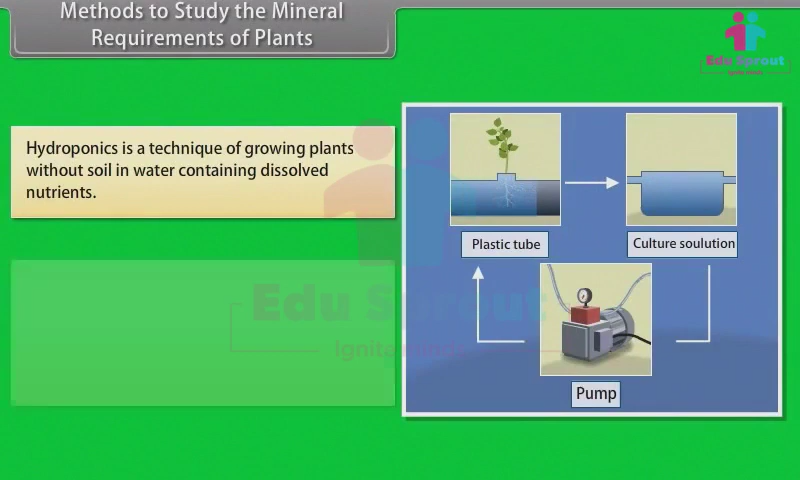 Methods to Study the Mineral
Requirements of Plants
Edu Sprout
Hydroponics is a technique of growing plants
without soil in water containing dissolved
nutrients.
Plastic tube
Culture soulution
Edu Sprout
Pump